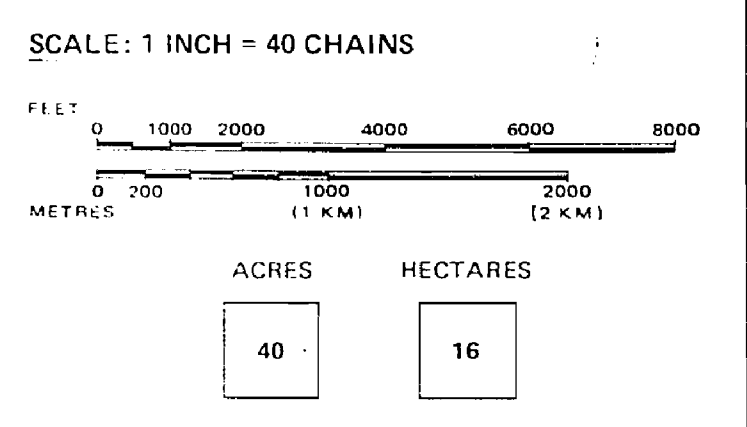 SCALE: 1 INCH = 40 CHAINS
FEET
0 1000 2000 4000 6000 8000
0 200 1000 2000
METRES (1 KM) [2 KM)
ACRES HECTARES
40 16